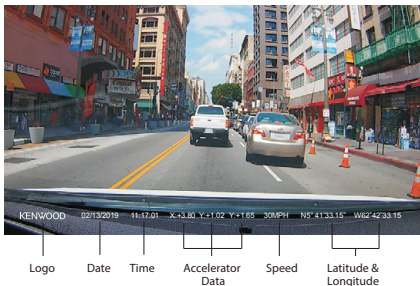 KENWOOD 02/13/2019 11:17:01 X:+3.80 Y:+1.02 Y:+1.65 30MPH N5°41'33.15" W62°42'33.15
Logo Date Time Accelerator Data Speed Latitude & Longitude